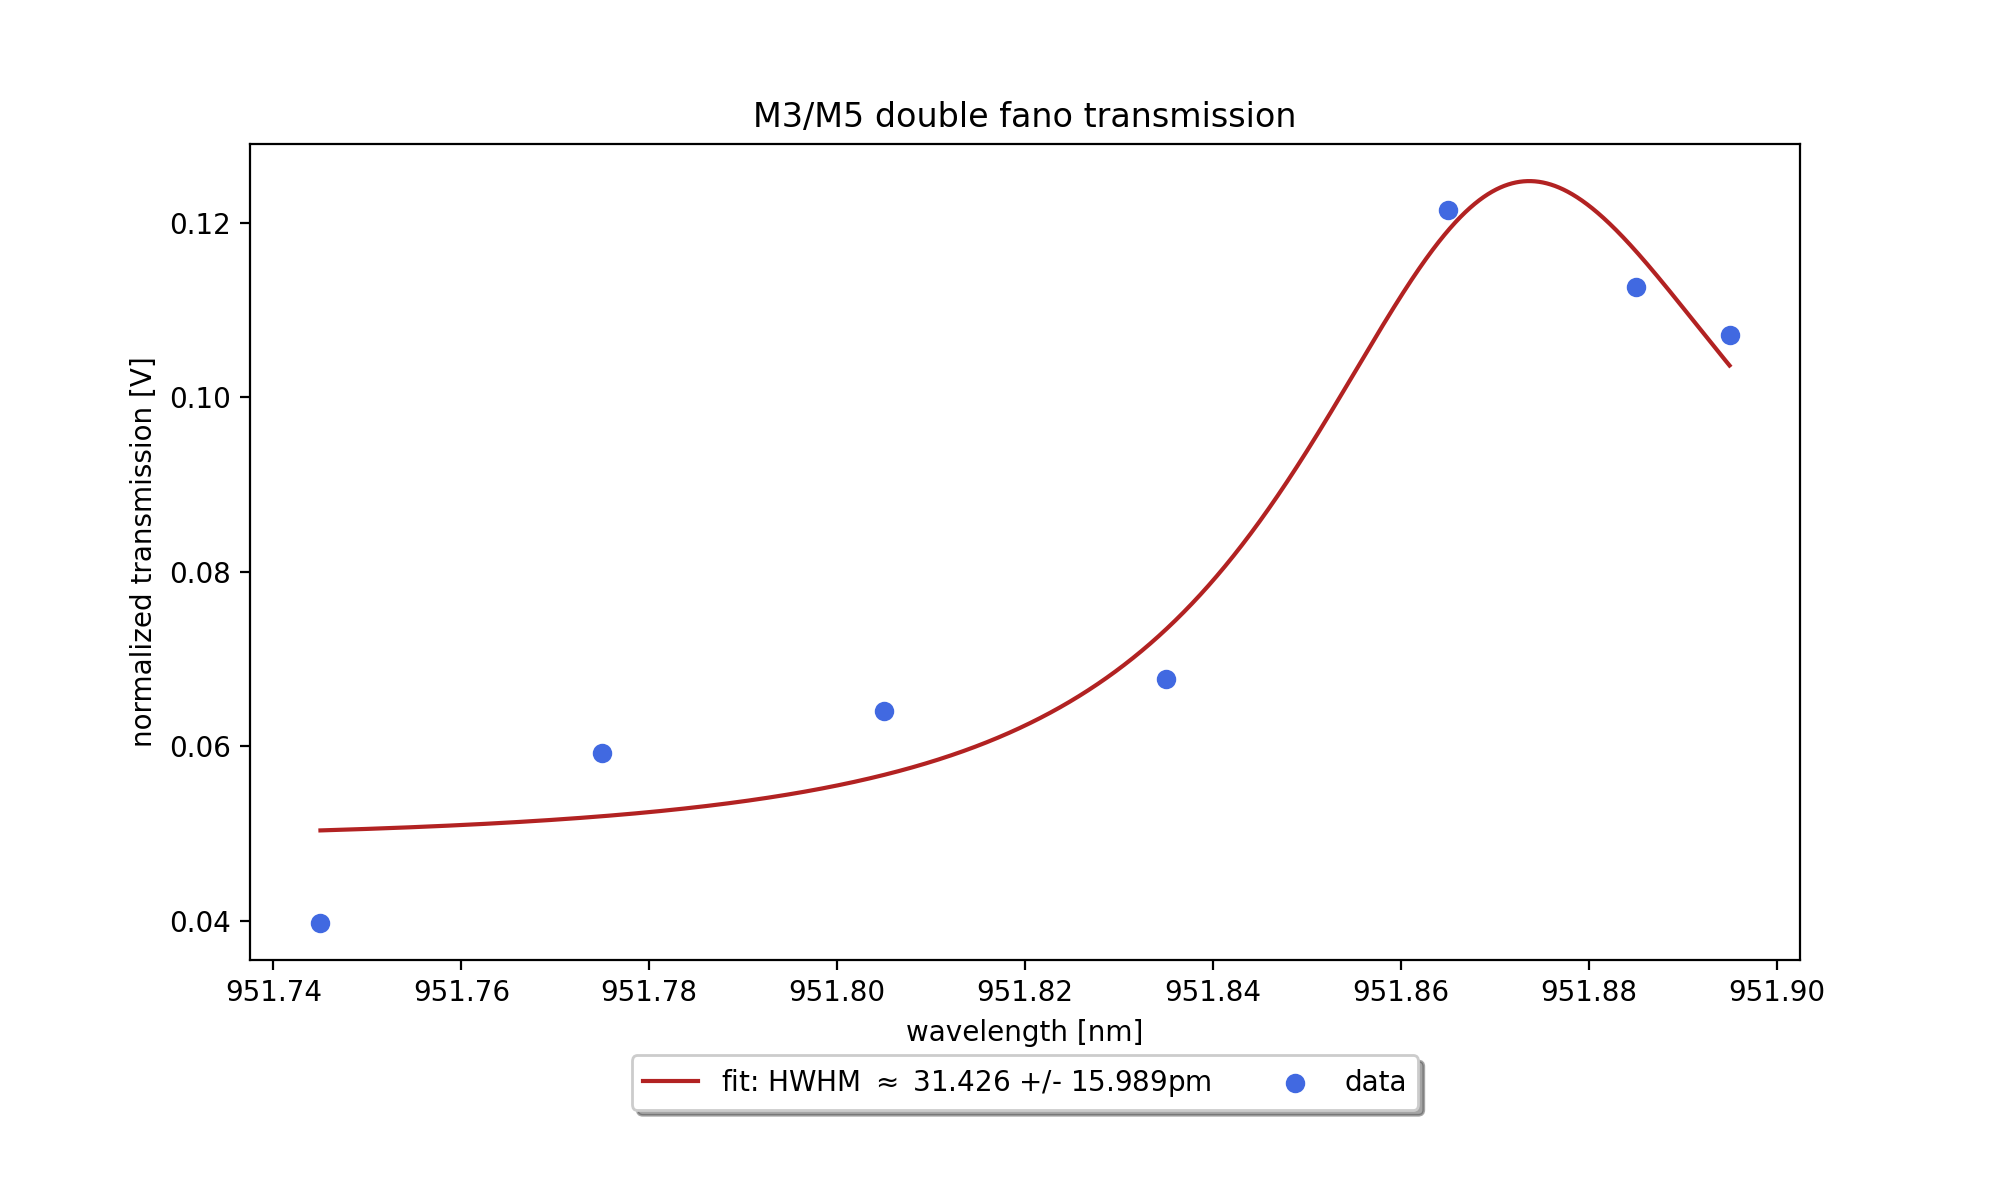 M3/M5 double fano transmission
normalized transmission [V]
0.12
0.10
0.08
0.06
0.04
951.74 951.76 951.78 951.80 951.82 951.84 951.86 951.88 951.90
wavelength [nm]
fit: HWHM ≈ 31.426 +/- 15.989pm data